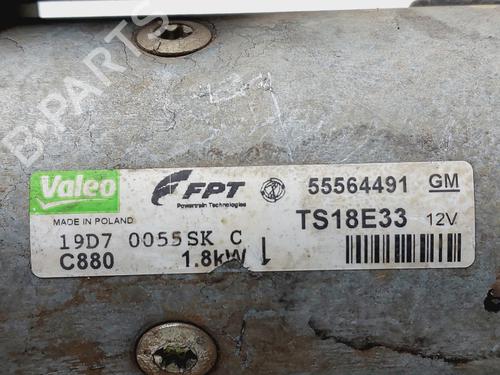 B-PARTS
Valeo
FPT
Powertrain Technologies
55564491 GM
MADE IN POLAND
TS18E33 12V
19D7 0055SK C
C880 1.8kW